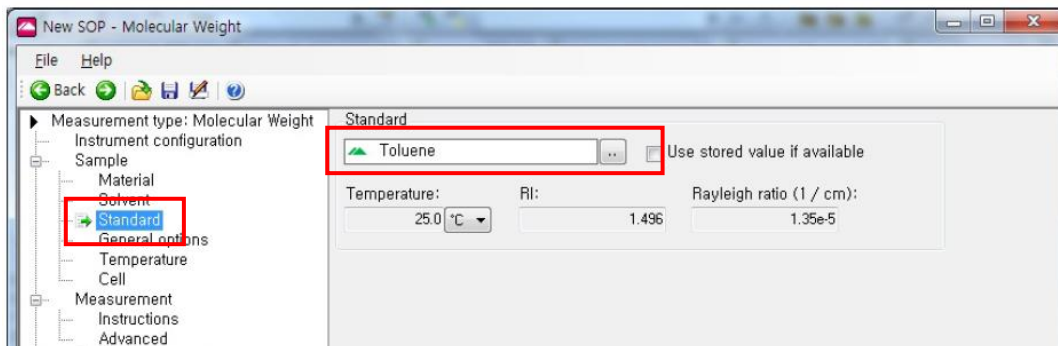 New SOP - Molecular Weight
File Help
Back
Measurement type: Molecular Weight
Instrument configuration
Sample
Material
Solvent
Standard
General options
Temperature
Cell
Measurement
Instructions
Advanced
Standard
Toluene .. Use stored value if available
Temperature: RI: Rayleigh ratio (1 / cm):
25.0 °C 1.496 1.35e-5